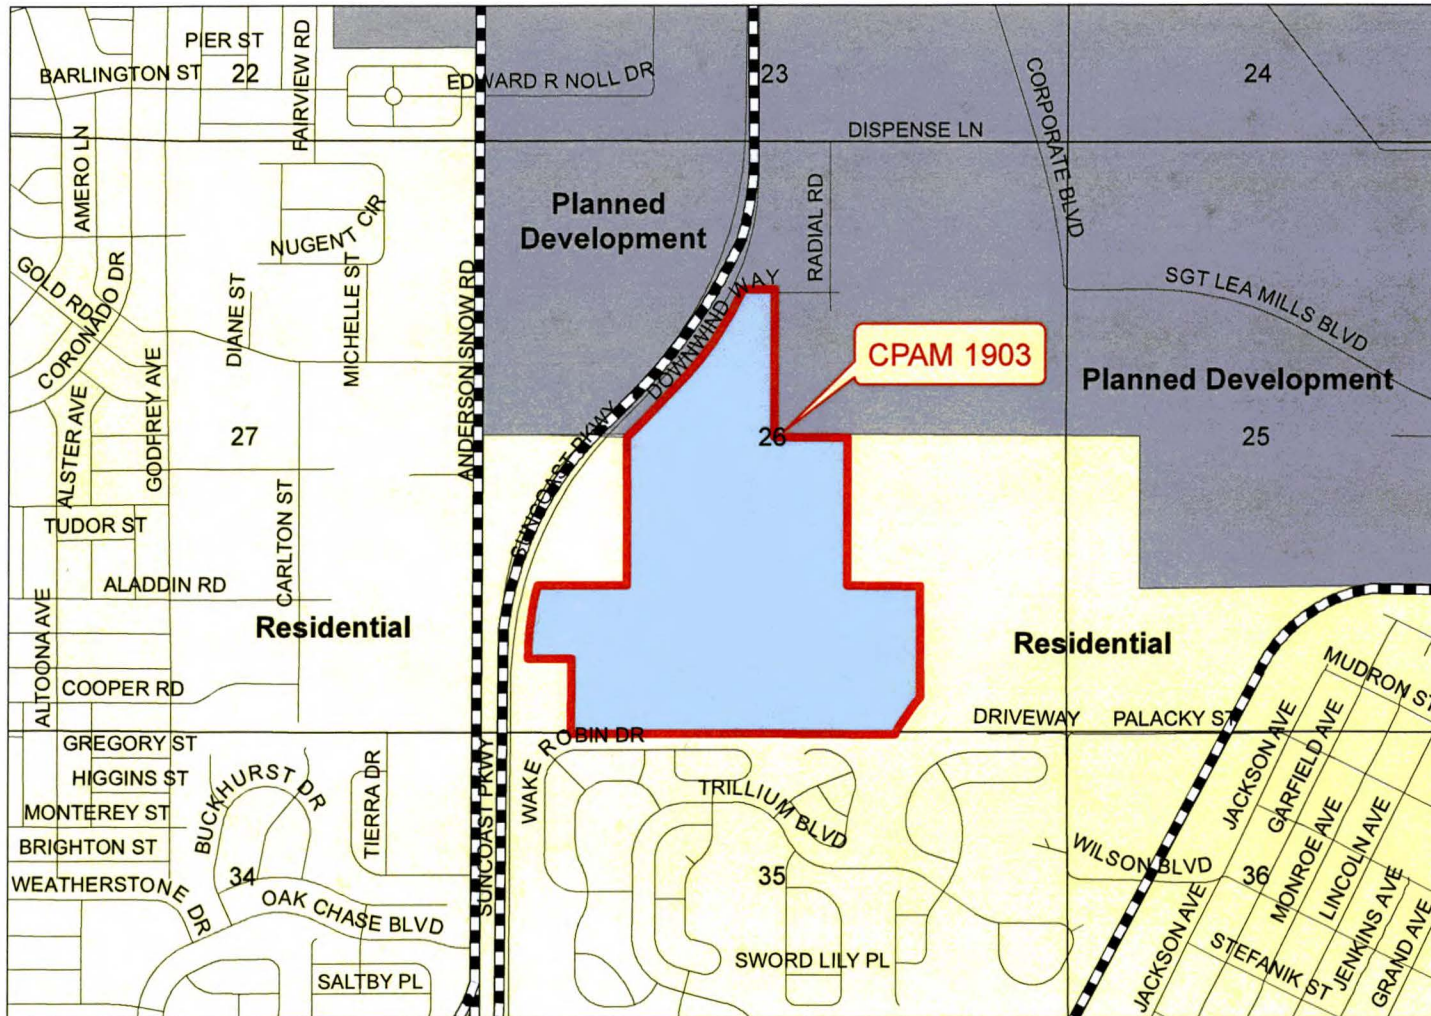 PIER ST
FAIRVIEW RD
BARLINGTON ST
22
EDWARD R NOLL DR
23
24
CORPORATE BLVD
DISPENSE LN
AMERO LN
NUGENT CIR
Planned
Development
RADIAL RD
GOLD RD
CORONADO DR
DIANE ST
MICHELLE ST
ANDERSON SNOW RD
DOWNWIND WAY
SGT LEA MILLS BLVD
CPAM 1903
Planned Development
ALSTER AVE
GODFREY AVE
27
SUNCOAST PKWY
26
25
TUDOR ST
CARLTON ST
ALADDIN RD
Residential
Residential
ALTOONA AVE
COOPER RD
MUDRON ST
DRIVEWAY
PALACKY ST
GREGORY ST
HIGGINS ST
MONTEREY ST
BRIGHTON ST
WEATHERSTONE DR
BUCKHURST DR
TIERRA DR
SUNCOAST PKWY
WAKE ROBIN DR
TRILLIUM BLVD
JACKSON AVE
GARFIELD AVE
MONROE AVE
LINCOLN AVE
WILSON BLVD
34
35
36
OAK CHASE BLVD
SALTBY PL
SWORD LILY PL
JACKSON AVE
STEFANIK ST
JENKINS AVE
GRAND AVE